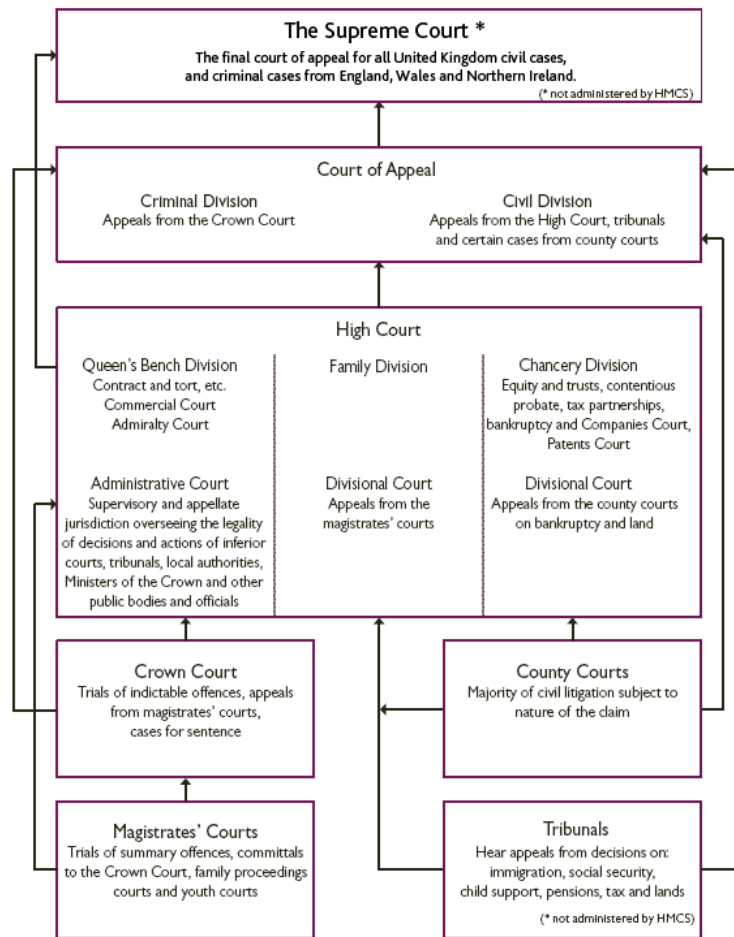 The Supreme Court *
The final court of appeal for all United Kingdom civil cases,
and criminal cases from England, Wales and Northern Ireland.
(* not administered by HMCS)
Court of Appeal
Criminal Division
Appeals from the Crown Court
Civil Division
Appeals from the High Court, tribunals
and certain cases from county courts
High Court
Queen's Bench Division
Contract and tort, etc.
Commercial Court
Admiralty Court
Family Division
Chancery Division
Equity and trusts, contentious
probate, tax partnerships,
bankruptcy and Companies Court,
Patents Court
Administrative Court
Supervisory and appellate
jurisdiction overseeing the legality
of decisions and actions of inferior
courts, tribunals, local authorities,
Ministers of the Crown and other
public bodies and officials
Divisional Court
Appeals from the
magistrates' courts
Divisional Court
Appeals from the county courts
on bankruptcy and land
Crown Court
Trials of indictable offences, appeals
from magistrates' courts,
cases for sentence
County Courts
Majority of civil litigation subject to
nature of the claim
Magistrates' Courts
Trials of summary offences, committals
to the Crown Court, family proceedings
courts and youth courts
Tribunals
Hear appeals from decisions on:
immigration, social security,
child support, pensions, tax and lands
(* not administered by HMCS)